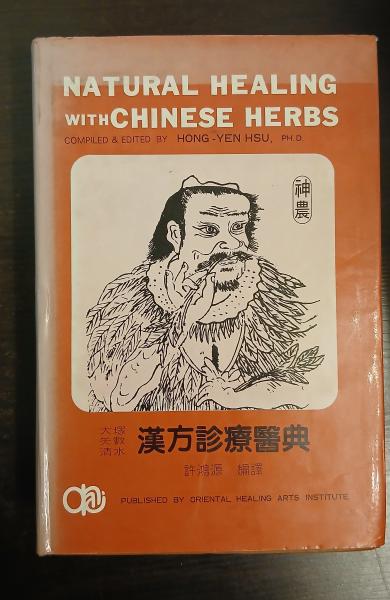 NATURAL HEALING
WITH CHINESE HERBS
COMPILED & EDITED BY HONG-YEN HSU, PH.D.
神農
大塚
矢數
清水
漢方診療醫典
許鴻源 編譯
PUBLISHED BY ORIENTAL HEALING ARTS INSTITUTE